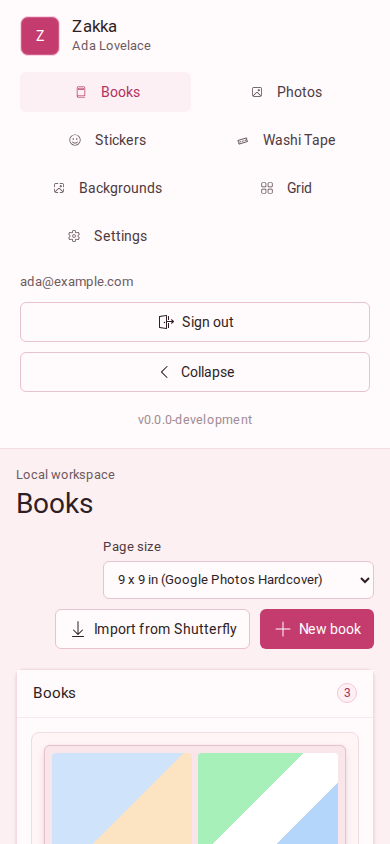 Z
Zakka
Ada Lovelace
Books
Photos
Stickers
Washi Tape
Backgrounds
Grid
Settings
ada@example.com
Sign out
Collapse
v0.0.0-development
Local workspace
Books
Page size
9 x 9 in (Google Photos Hardcover)
Import from Shutterfly
New book
Books
3